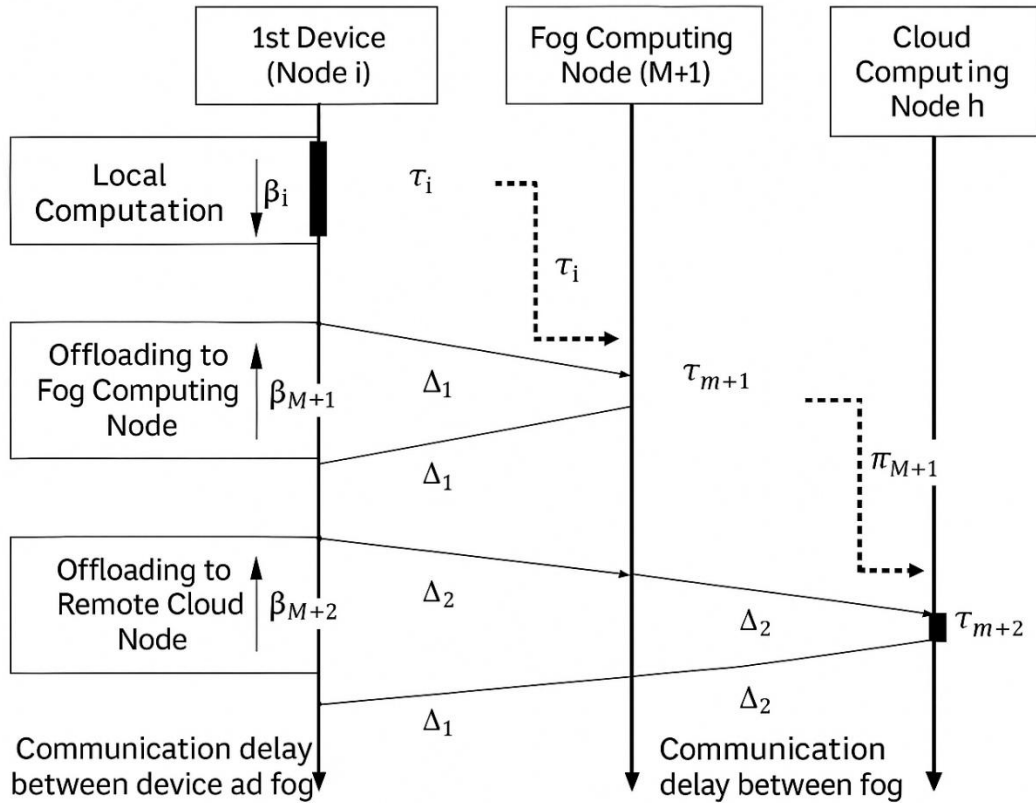 1st Device
(Node i)
Fog Computing
Node (M+1)
Cloud
Computing
Node h
Local
Computation
βi
τi
τi
Offloading to
Fog Computing
Node
βM+1
Δ1
Δ1
τm+1
πM+1
Offloading to
Remote Cloud
Node
βM+2
Δ2
Δ2
τm+2
Δ1
Δ2
Communication delay
between device ad fog
Communication
delay between fog